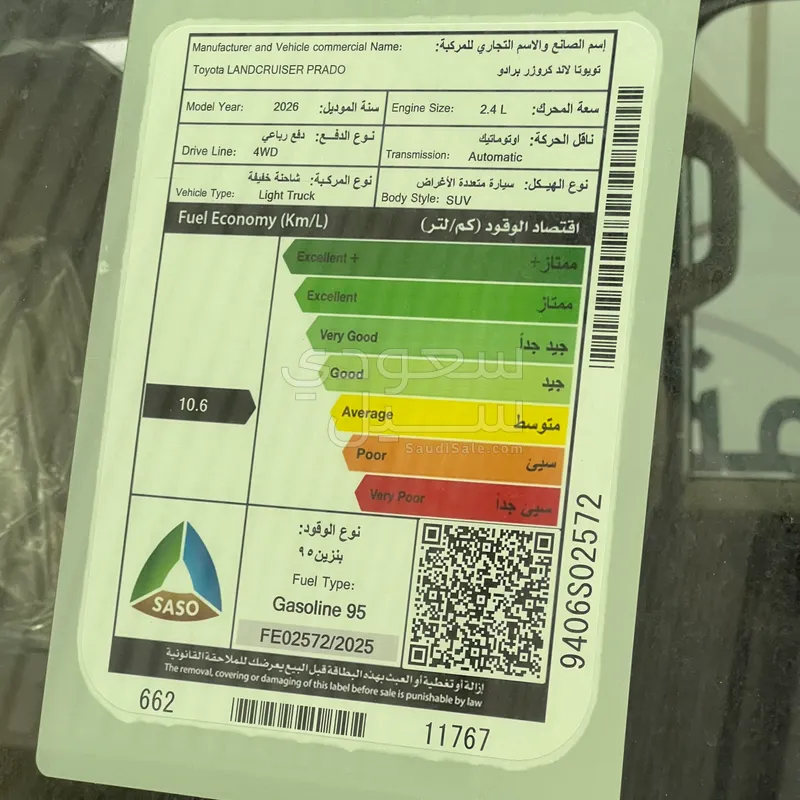 Manufacturer and Vehicle commercial Name: إسم الصانع والاسم التجاري للمركبة:
Toyota LANDCRUISER PRADO تويوتا لاند كروزر برادو
Model Year: 2026 سنة الموديل: Engine Size: 2.4 L سعة المحرك:
نوع الدفع: دفع رباعي ناقل الحركة: اوتوماتيك
Drive Line: 4WD Transmission: Automatic
نوع المركبة: شاحنة خفيفة نوع الهيكل: سيارة متعددة الأغراض
Vehicle Type: Light Truck Body Style: SUV
Fuel Economy (Km/L) اقتصاد الوقود (كم/لتر)
Excellent + ممتاز+
Excellent ممتاز
Very Good جيد جداً
Good جيد
10.6
Average متوسط
Poor سيئ
Very Poor سيئ جداً
سعودي سيل
SaudiSale.com
SASO
نوع الوقود:
بنزين ٩٥
Fuel Type:
Gasoline 95
FE02572/2025
إزالة أو تغطية أو العبث بهذه البطاقة قبل البيع يعرضك للملاحقة القانونية
The removal, covering or damaging of this label before sale is punishable by law
662 11767
9406S02572